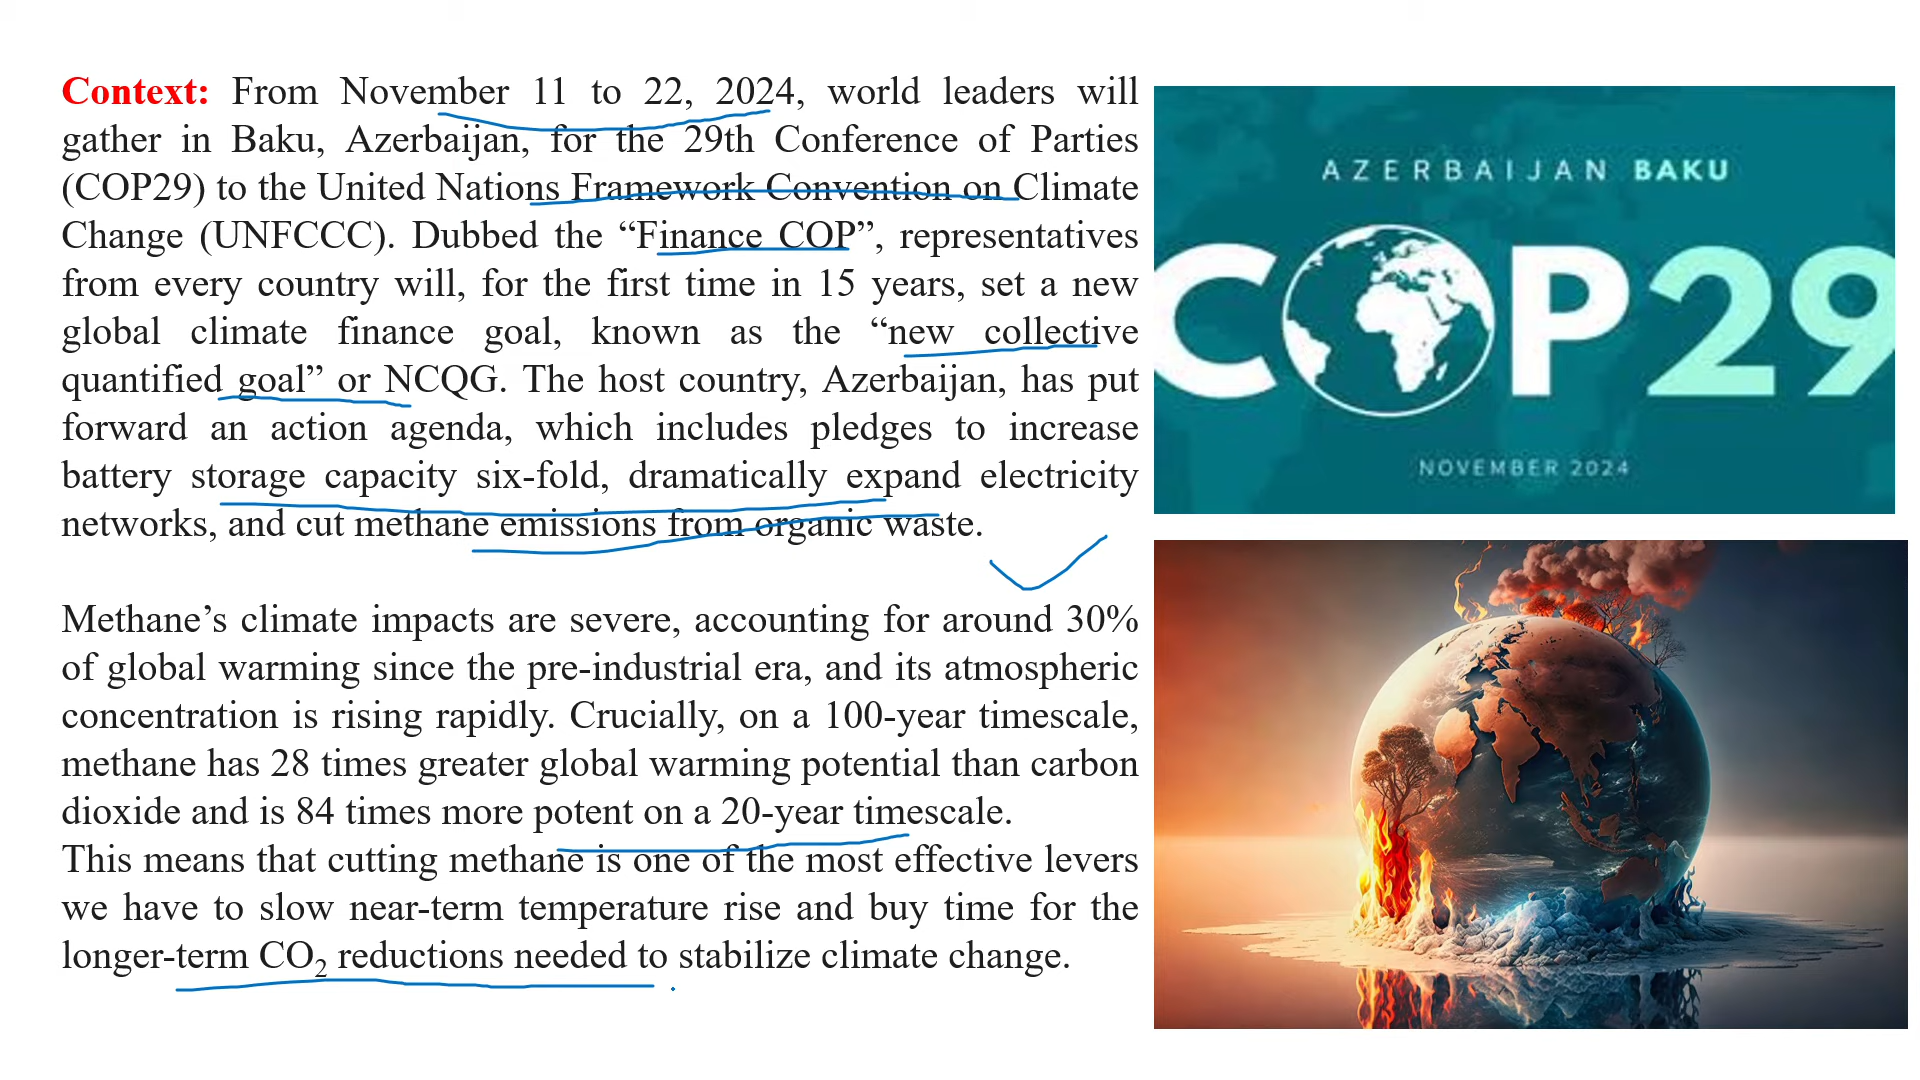 Context: From November 11 to 22, 2024, world leaders will
gather in Baku, Azerbaijan, for the 29th Conference of Parties
(COP29) to the United Nations Framework Convention on Climate
Change (UNFCCC). Dubbed the “Finance COP”, representatives
from every country will, for the first time in 15 years, set a new
global climate finance goal, known as the “new collective
quantified goal” or NCQG. The host country, Azerbaijan, has put
forward an action agenda, which includes pledges to increase
battery storage capacity six-fold, dramatically expand electricity
networks, and cut methane emissions from organic waste.
Methane’s climate impacts are severe, accounting for around 30%
of global warming since the pre-industrial era, and its atmospheric
concentration is rising rapidly. Crucially, on a 100-year timescale,
methane has 28 times greater global warming potential than carbon
dioxide and is 84 times more potent on a 20-year timescale.
This means that cutting methane is one of the most effective levers
we have to slow near-term temperature rise and buy time for the
longer-term CO₂ reductions needed to stabilize climate change.
AZERBAIJAN BAKU
COP29
NOVEMBER 2024